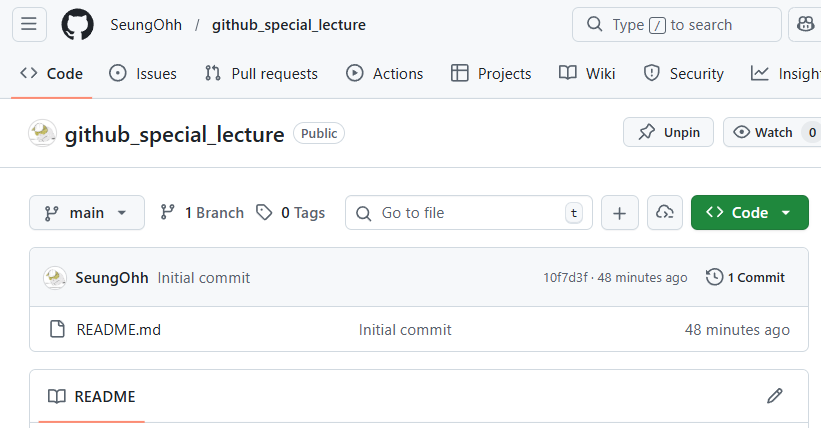 SeungOhh / github_special_lecture Type / to search
Code Issues Pull requests Actions Projects Wiki Security Insigh
github_special_lecture Public Unpin Watch 0
main 1 Branch 0 Tags Go to file t Code
SeungOhh Initial commit 10f7d3f · 48 minutes ago 1 Commit
README.md Initial commit 48 minutes ago
README